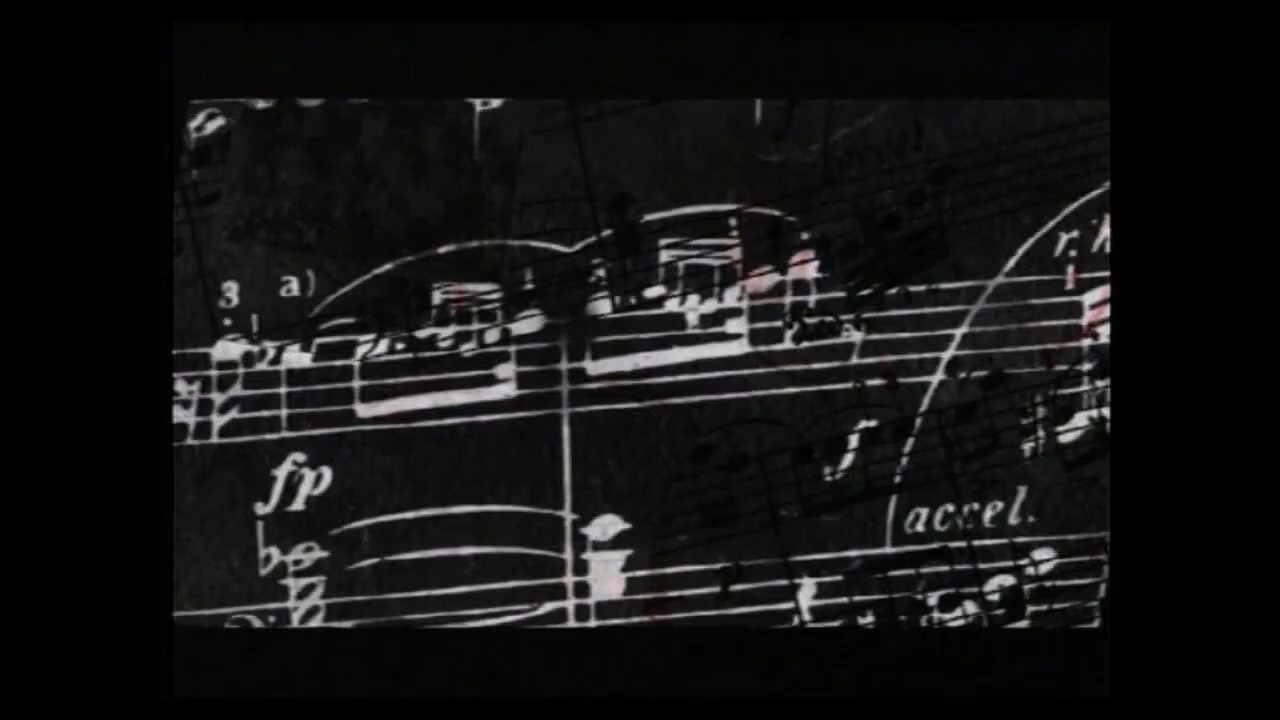 r. h
3 a)
f
fp
accel.